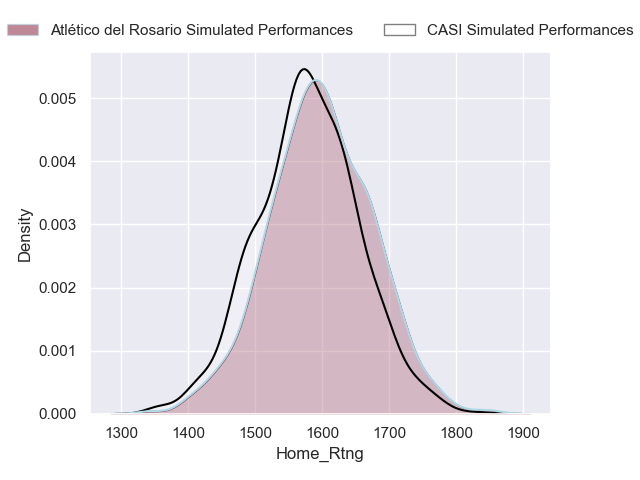 Atlético del Rosario Simulated Performances CASI Simulated Performances
0.005
0.004
0.003
0.002
0.001
0.000
Density
1300 1400 1500 1600 1700 1800 1900
Home_Rtng